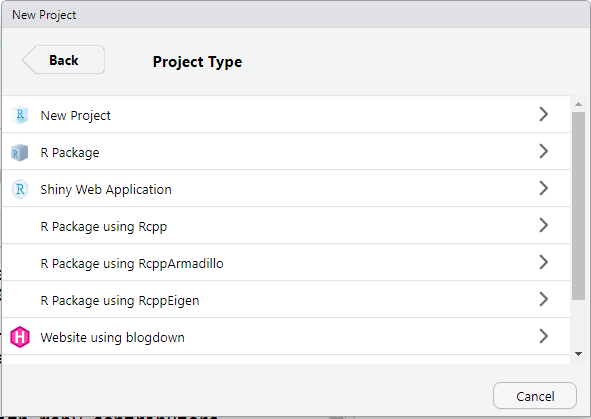 New Project
Back
Project Type
New Project
R Package
Shiny Web Application
R Package using Rcpp
R Package using RcppArmadillo
R Package using RcppEigen
Website using blogdown
Cancel